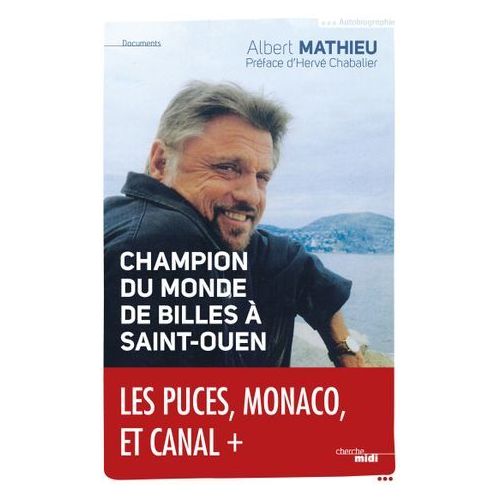 Autobiographie
Documents
Albert MATHIEU
Préface d'Hervé Chabalier
CHAMPION
DU MONDE
DE BILLES À
SAINT-OUEN
LES PUCES, MONACO,
ET CANAL +
cherche
midi